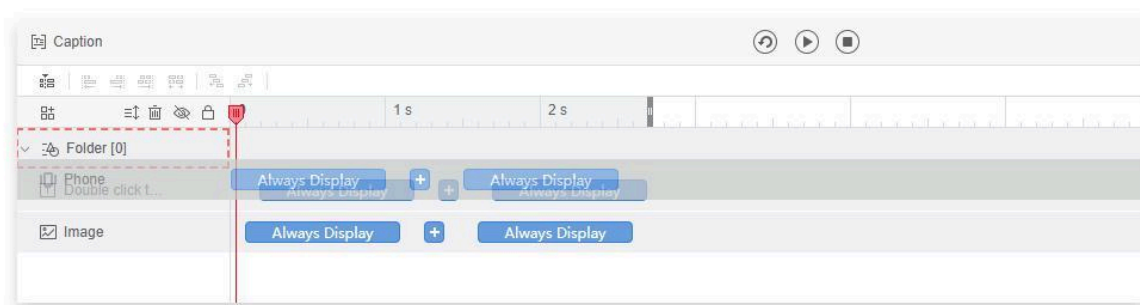 Caption
1 s 2 s
Folder [0]
Phone Always Display Always Display
Double click t... Always Display Always Display
Image Always Display Always Display